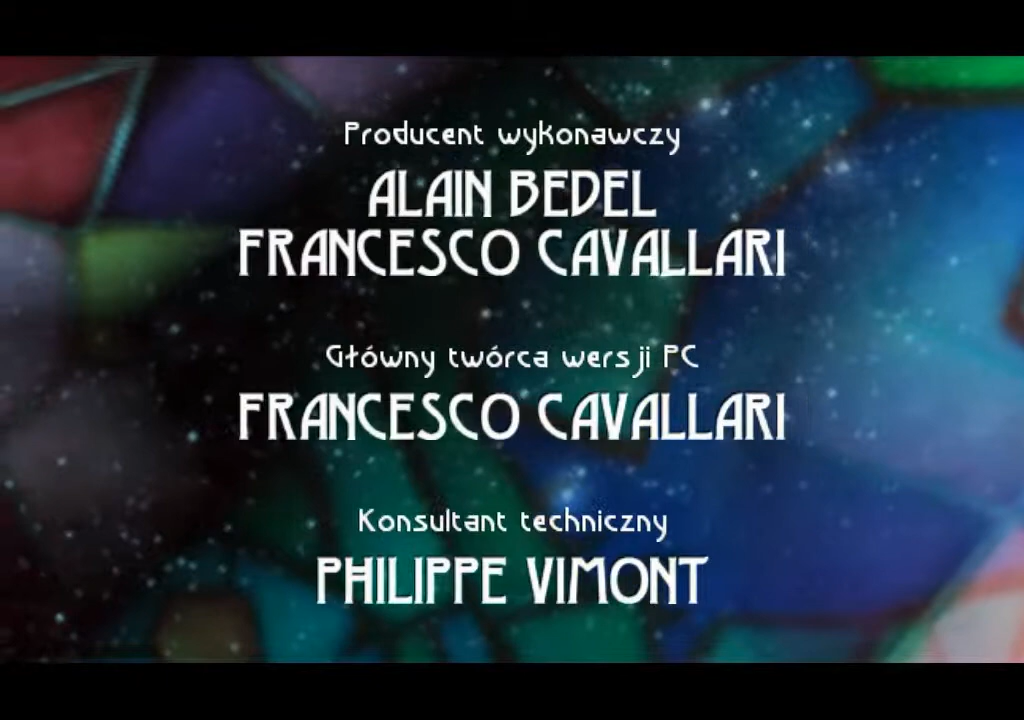 Producent wykonawczy
ALAIN BEDEL
FRANCESCO CAVALLARI
Główny twórca wersji PC
FRANCESCO CAVALLARI
Konsultant techniczny
PHILIPPE VIMONT